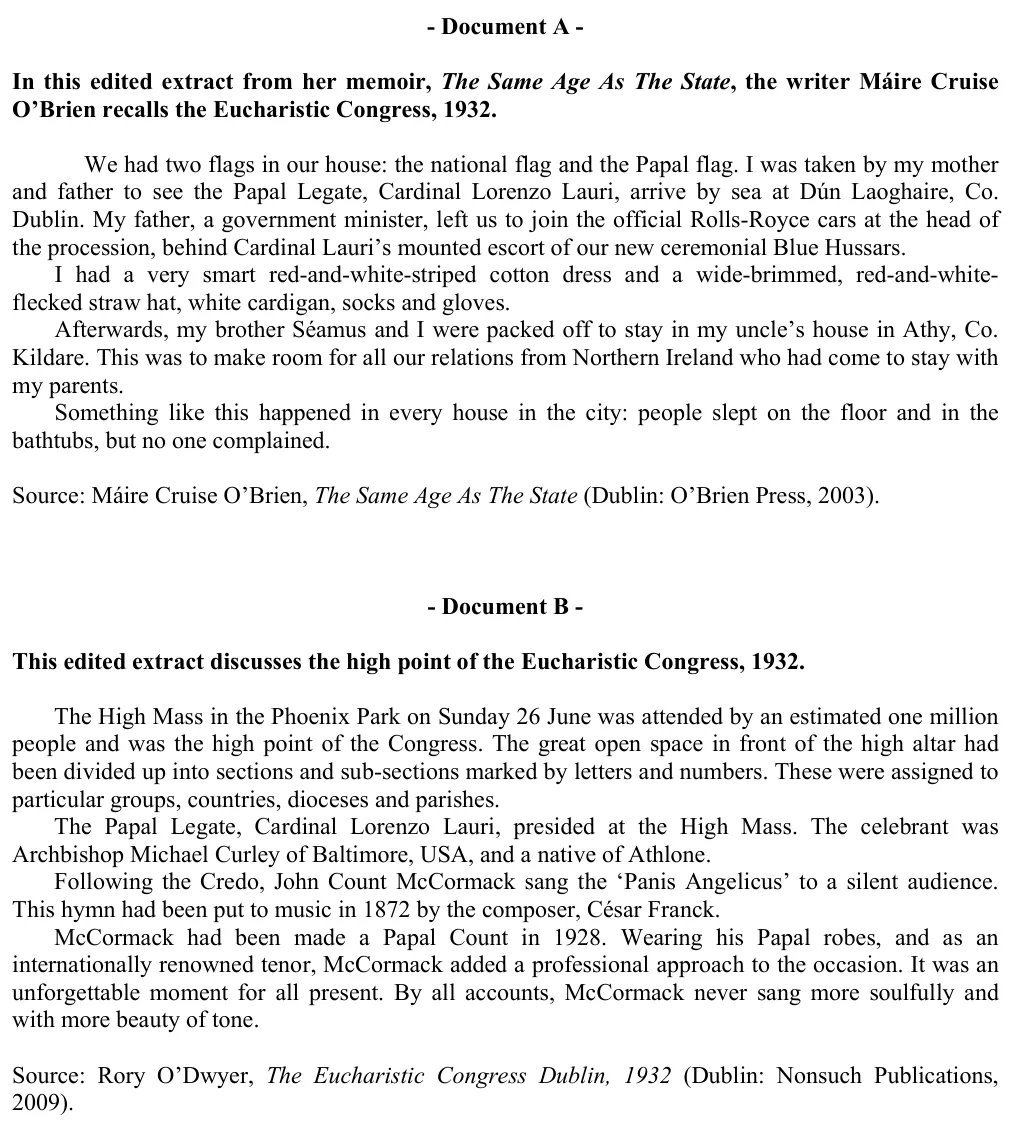 - Document A -
In this edited extract from her memoir, The Same Age As The State, the writer Máire Cruise
O’Brien recalls the Eucharistic Congress, 1932.
We had two flags in our house: the national flag and the Papal flag. I was taken by my mother
and father to see the Papal Legate, Cardinal Lorenzo Lauri, arrive by sea at Dún Laoghaire, Co.
Dublin. My father, a government minister, left us to join the official Rolls-Royce cars at the head of
the procession, behind Cardinal Lauri’s mounted escort of our new ceremonial Blue Hussars.
I had a very smart red-and-white-striped cotton dress and a wide-brimmed, red-and-white-
flecked straw hat, white cardigan, socks and gloves.
Afterwards, my brother Séamus and I were packed off to stay in my uncle’s house in Athy, Co.
Kildare. This was to make room for all our relations from Northern Ireland who had come to stay with
my parents.
Something like this happened in every house in the city: people slept on the floor and in the
bathtubs, but no one complained.
Source: Máire Cruise O’Brien, The Same Age As The State (Dublin: O’Brien Press, 2003).
- Document B -
This edited extract discusses the high point of the Eucharistic Congress, 1932.
The High Mass in the Phoenix Park on Sunday 26 June was attended by an estimated one million
people and was the high point of the Congress. The great open space in front of the high altar had
been divided up into sections and sub-sections marked by letters and numbers. These were assigned to
particular groups, countries, dioceses and parishes.
The Papal Legate, Cardinal Lorenzo Lauri, presided at the High Mass. The celebrant was
Archbishop Michael Curley of Baltimore, USA, and a native of Athlone.
Following the Credo, John Count McCormack sang the ‘Panis Angelicus’ to a silent audience.
This hymn had been put to music in 1872 by the composer, César Franck.
McCormack had been made a Papal Count in 1928. Wearing his Papal robes, and as an
internationally renowned tenor, McCormack added a professional approach to the occasion. It was an
unforgettable moment for all present. By all accounts, McCormack never sang more soulfully and
with more beauty of tone.
Source: Rory O’Dwyer, The Eucharistic Congress Dublin, 1932 (Dublin: Nonsuch Publications,
2009).